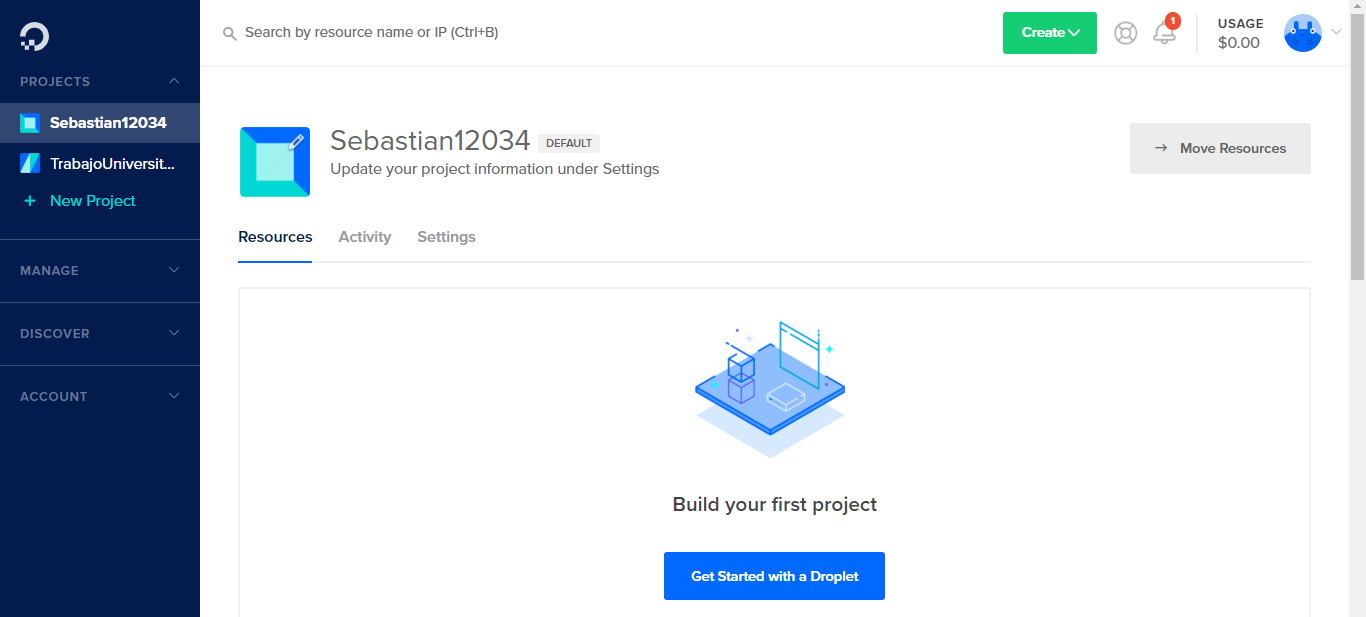 PROJECTS
Sebastian12034
TrabajoUniversit...
+ New Project
MANAGE
DISCOVER
ACCOUNT
Search by resource name or IP (Ctrl+B)
Create
1
USAGE
$0.00
Sebastian12034 DEFAULT
Update your project information under Settings
→ Move Resources
Resources Activity Settings
Build your first project
Get Started with a Droplet